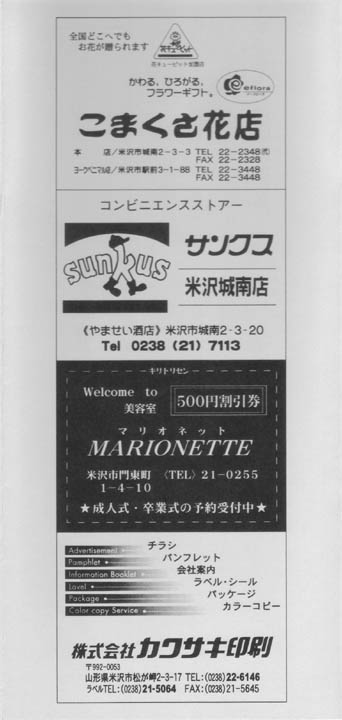 全国どこへでも
お花が贈られます
花キューピット
花キューピット加盟店
かわる、ひろがる、
フラワーギフト。
eflora
こまくさ花店
本 店/米沢市城南2-3-3 TEL 22-2348㈹
FAX 22-2328
ヨークベニマル店/米沢市駅前3-1-88 TEL 22-3448
FAX 22-3448
コンビニエンスストアー
sunkus
サンクス
米沢城南店
《やませい酒店》米沢市城南2-3-20
Tel 0238 (21) 7113
キリトリセン
Welcome to
美容室
500円割引券
マリオネット
MARIONETTE
米沢市門東町 〈TEL〉21-0255
1-4-10
★成人式・卒業式の予約受付中★
Advertisement チラシ
Pamphlet パンフレット
Information Booklet 会社案内
Lavel ラベル・シール
Package パッケージ
Color copy Service カラーコピー
株式会社カワサキ印刷
〒992-0053
山形県米沢市松が岬2-3-17 TEL:(0238)22-6146
ラベルTEL:(0238)21-5064 FAX:(0238)21-5645